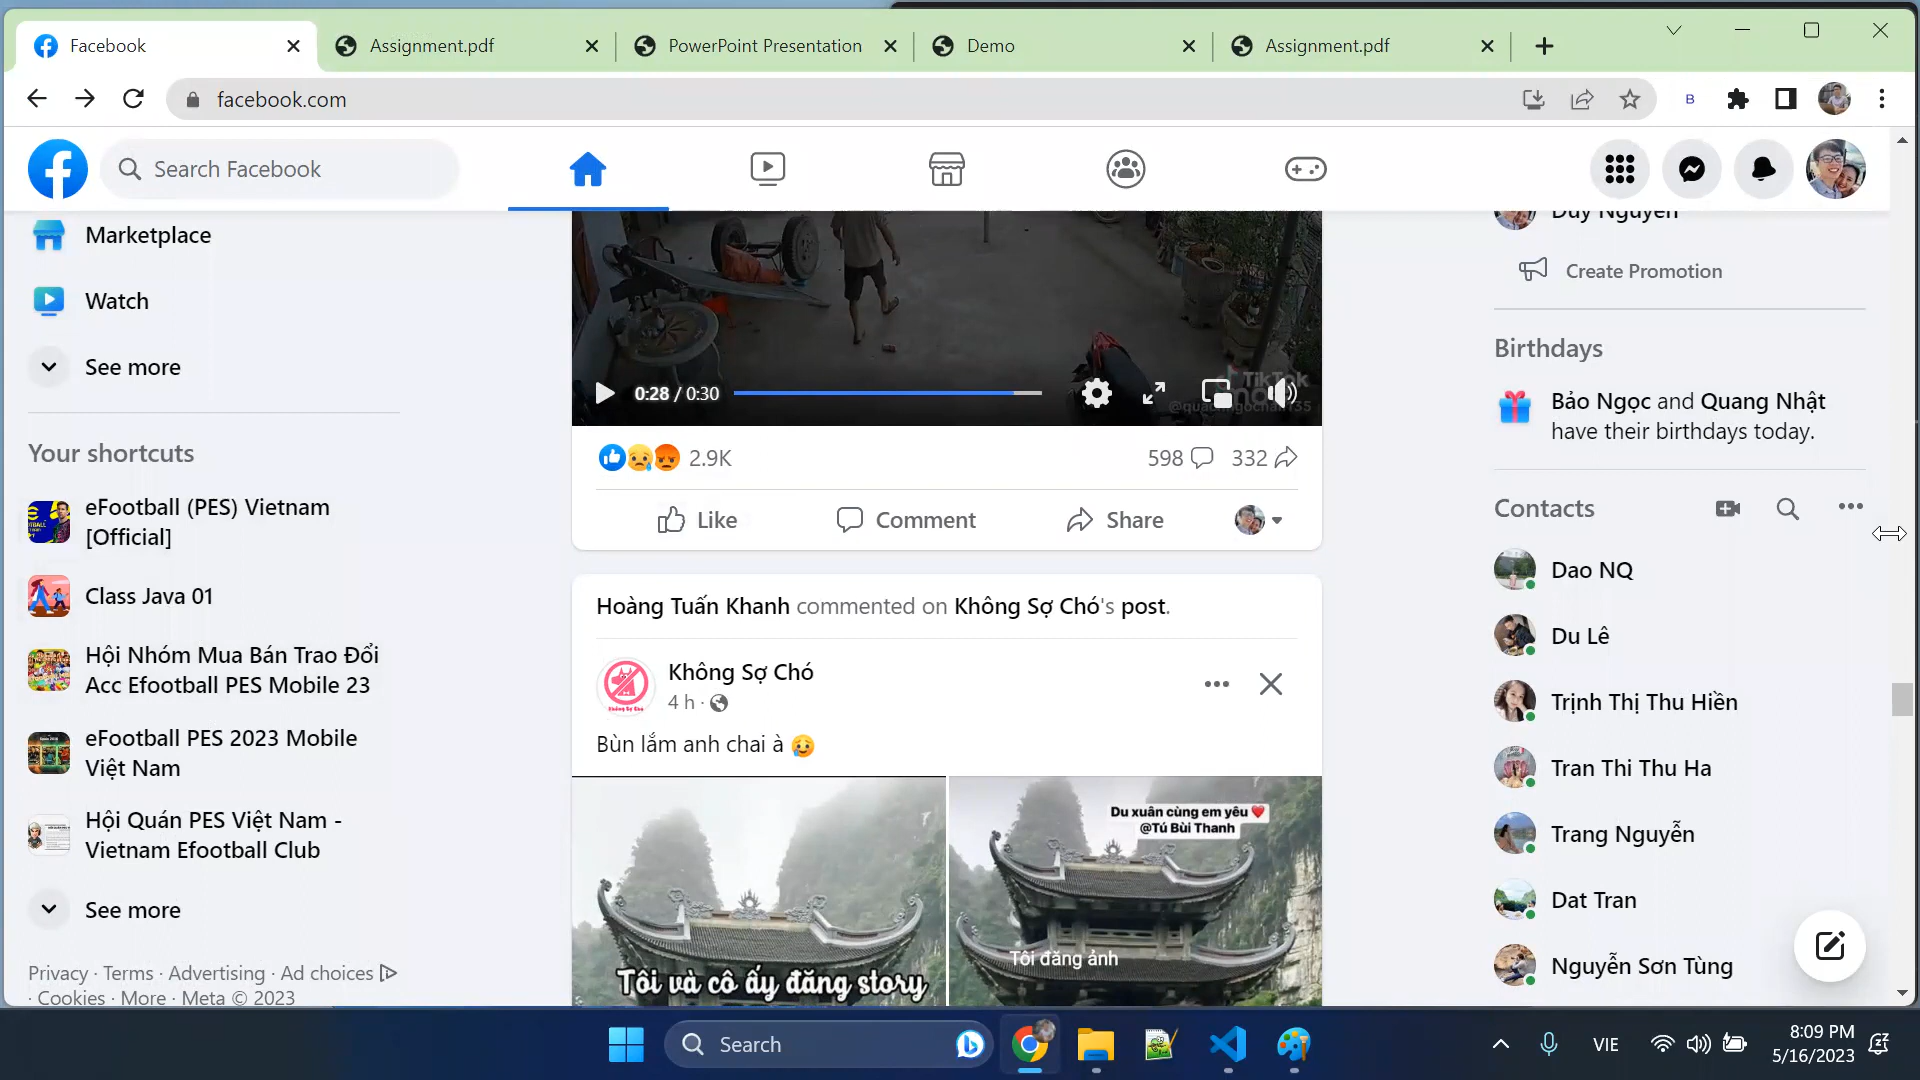 Facebook
Assignment.pdf
PowerPoint Presentation
Demo
Assignment.pdf
facebook.com
B
Search Facebook
Marketplace
Watch
See more
Your shortcuts
eFootball (PES) Vietnam
[Official]
Class Java 01
Hội Nhóm Mua Bán Trao Đổi
Acc Efootball PES Mobile 23
eFootball PES 2023 Mobile
Việt Nam
Hội Quán PES Việt Nam -
Vietnam Efootball Club
See more
Privacy · Terms · Advertising · Ad choices
· Cookies · More · Meta © 2023
0:28 / 0:30
TikTok
2.9K
598
332
Like
Comment
Share
Hoàng Tuấn Khanh commented on Không Sợ Chó's post.
Không Sợ Chó
Không Sợ Chó
4 h ·
Bùn lắm anh chai à
Tôi và cô ấy đăng story
Du xuân cùng em yêu
@Tú Bùi Thanh
Tôi đăng ảnh
Duy Nguyen
Create Promotion
Birthdays
Bảo Ngọc and Quang Nhật
have their birthdays today.
Contacts
Dao NQ
Du Lê
Trịnh Thị Thu Hiền
Tran Thi Thu Ha
Trang Nguyễn
Dat Tran
Nguyễn Sơn Tùng
Search
VIE
8:09 PM
5/16/2023